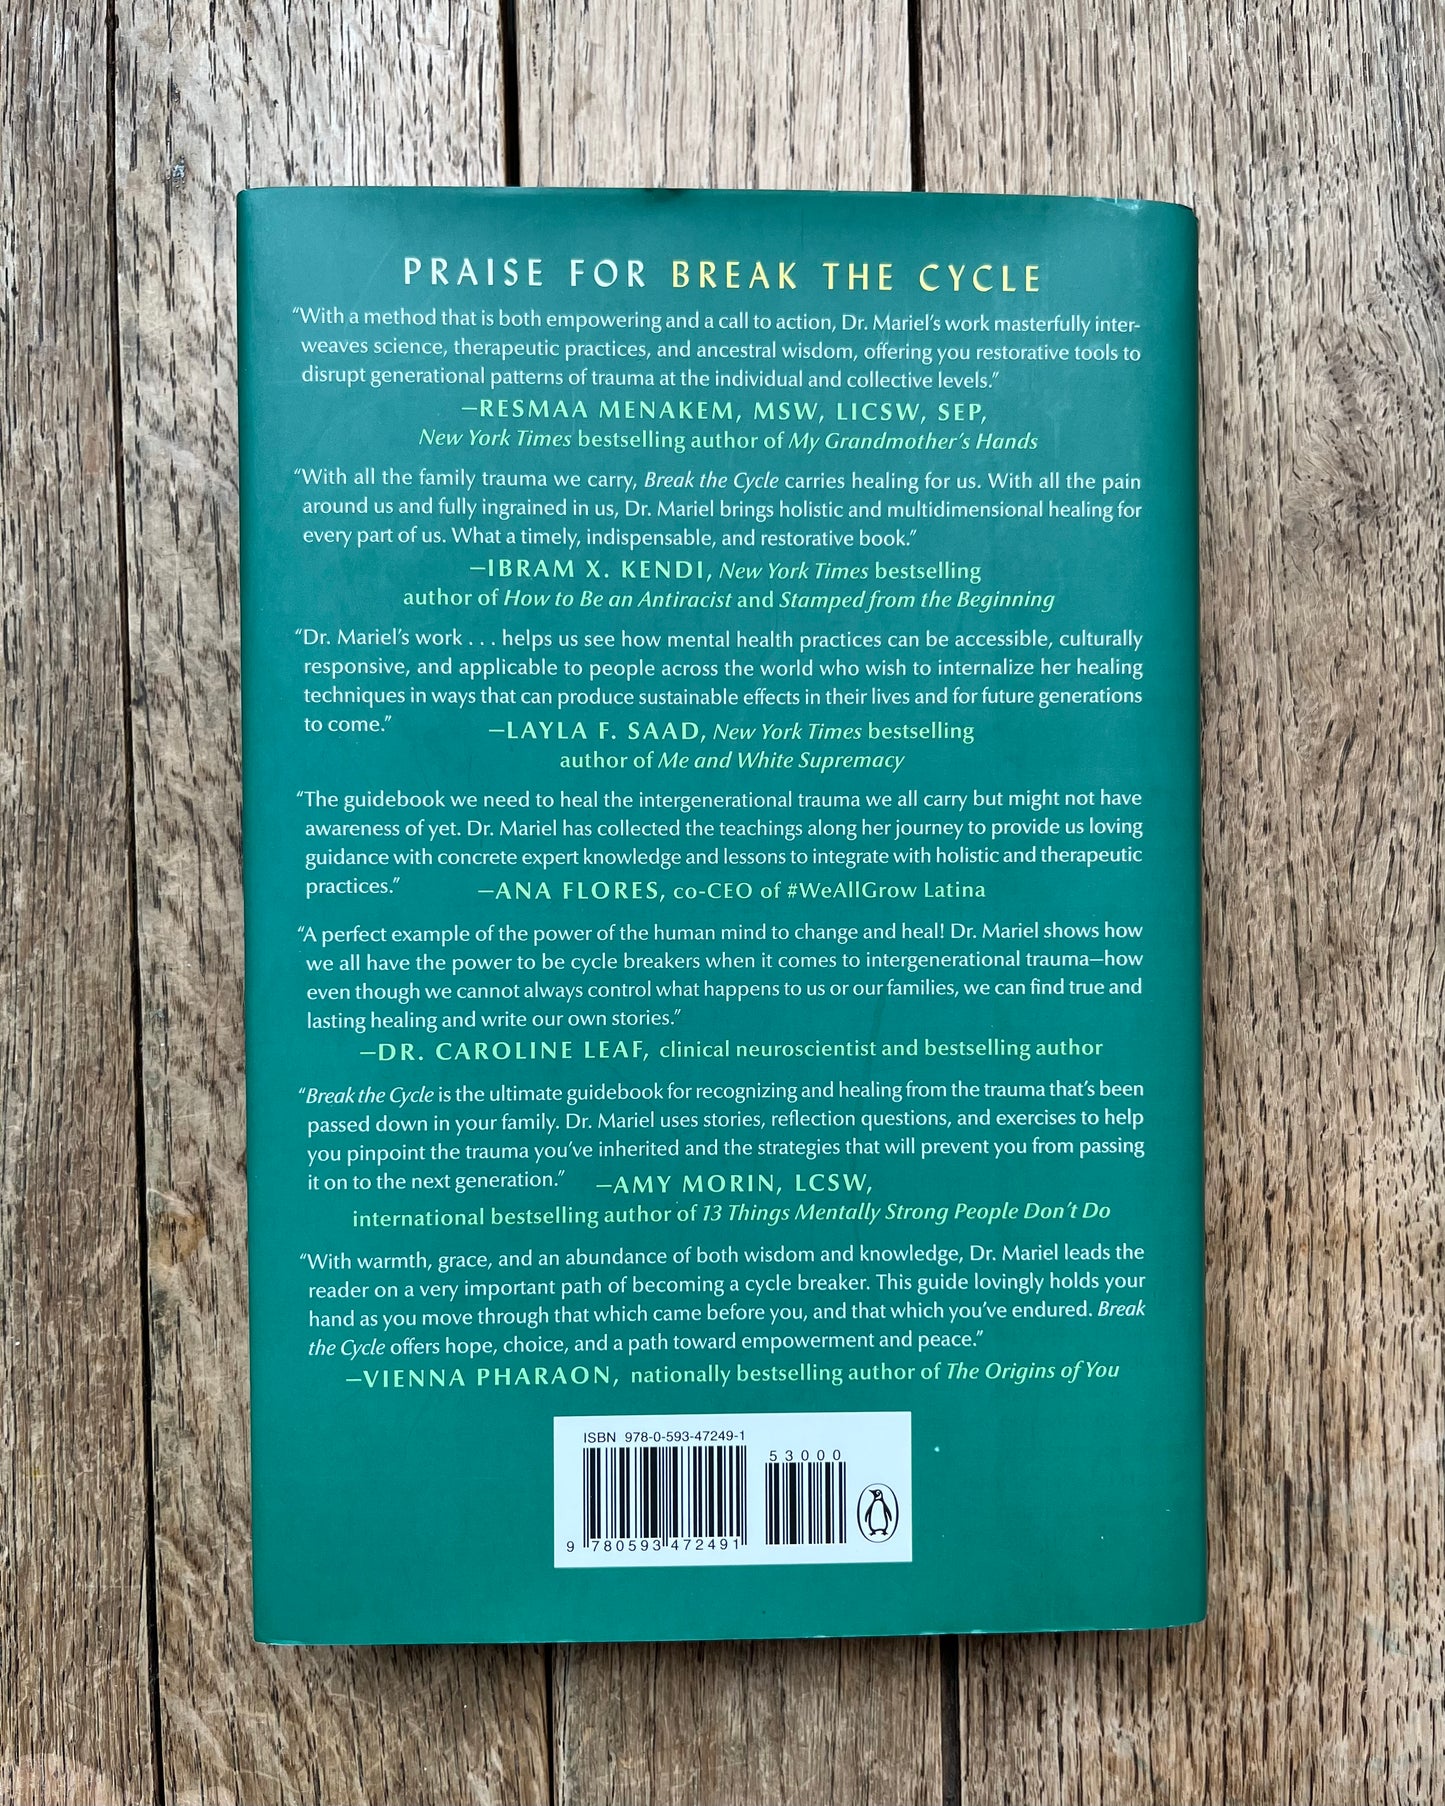 PRAISE FOR BREAK THE CYCLE
“With a method that is both empowering and a call to action, Dr. Mariel’s work masterfully inter-
weaves science, therapeutic practices, and ancestral wisdom, offering you restorative tools to
disrupt generational patterns of trauma at the individual and collective levels.”
—RESMAA MENAKEM, MSW, LICSW, SEP,
New York Times bestselling author of My Grandmother’s Hands
“With all the family trauma we carry, Break the Cycle carries healing for us. With all the pain
around us and fully ingrained in us, Dr. Mariel brings holistic and multidimensional healing for
every part of us. What a timely, indispensable, and restorative book.”
—IBRAM X. KENDI, New York Times bestselling
author of How to Be an Antiracist and Stamped from the Beginning
“Dr. Mariel’s work . . . helps us see how mental health practices can be accessible, culturally
responsive, and applicable to people across the world who wish to internalize her healing
techniques in ways that can produce sustainable effects in their lives and for future generations
to come.” —LAYLA F. SAAD, New York Times bestselling
author of Me and White Supremacy
“The guidebook we need to heal the intergenerational trauma we all carry but might not have
awareness of yet. Dr. Mariel has collected the teachings along her journey to provide us loving
guidance with concrete expert knowledge and lessons to integrate with holistic and therapeutic
practices.” —ANA FLORES, co-CEO of #WeAllGrow Latina
“A perfect example of the power of the human mind to change and heal! Dr. Mariel shows how
we all have the power to be cycle breakers when it comes to intergenerational trauma—how
even though we cannot always control what happens to us or our families, we can find true and
lasting healing and write our own stories.”
—DR. CAROLINE LEAF, clinical neuroscientist and bestselling author
“Break the Cycle is the ultimate guidebook for recognizing and healing from the trauma that’s been
passed down in your family. Dr. Mariel uses stories, reflection questions, and exercises to help
you pinpoint the trauma you’ve inherited and the strategies that will prevent you from passing
it on to the next generation.” —AMY MORIN, LCSW,
international bestselling author of 13 Things Mentally Strong People Don’t Do
“With warmth, grace, and an abundance of both wisdom and knowledge, Dr. Mariel leads the
reader on a very important path of becoming a cycle breaker. This guide lovingly holds your
hand as you move through that which came before you, and that which you’ve endured. Break
the Cycle offers hope, choice, and a path toward empowerment and peace.”
—VIENNA PHARAON, nationally bestselling author of The Origins of You
ISBN 978-0-593-47249-1
53000
9 780593 472491